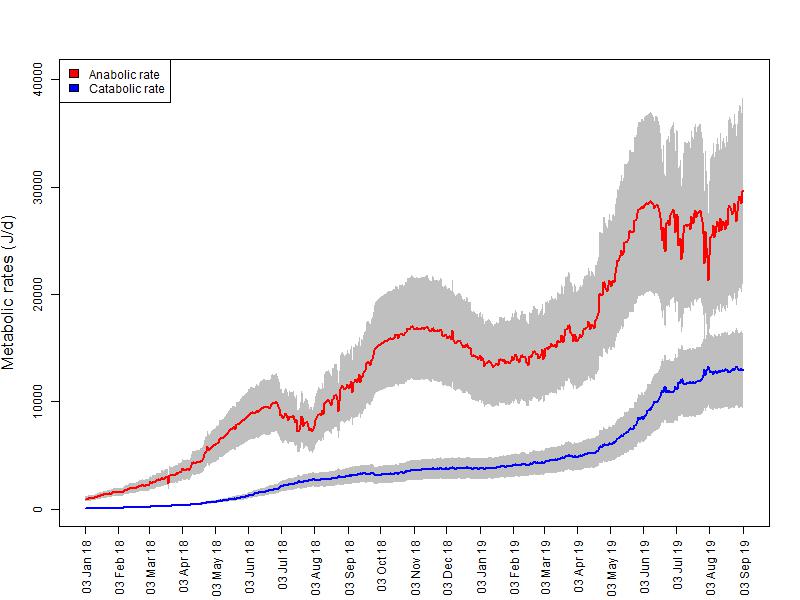 Anabolic rate
Catabolic rate
Metabolic rates (J/d)
40000
30000
20000
10000
0
03 Jan 18
03 Feb 18
03 Mar 18
03 Apr 18
03 May 18
03 Jun 18
03 Jul 18
03 Aug 18
03 Sep 18
03 Oct 18
03 Nov 18
03 Dec 18
03 Jan 19
03 Feb 19
03 Mar 19
03 Apr 19
03 May 19
03 Jun 19
03 Jul 19
03 Aug 19
03 Sep 19